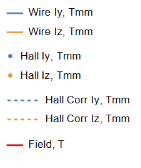 Wire Iy, Tmm
Wire Iz, Tmm
Hall Iy, Tmm
Hall Iz, Tmm
Hall Corr Iy, Tmm
Hall Corr Iz, Tmm
Field, T